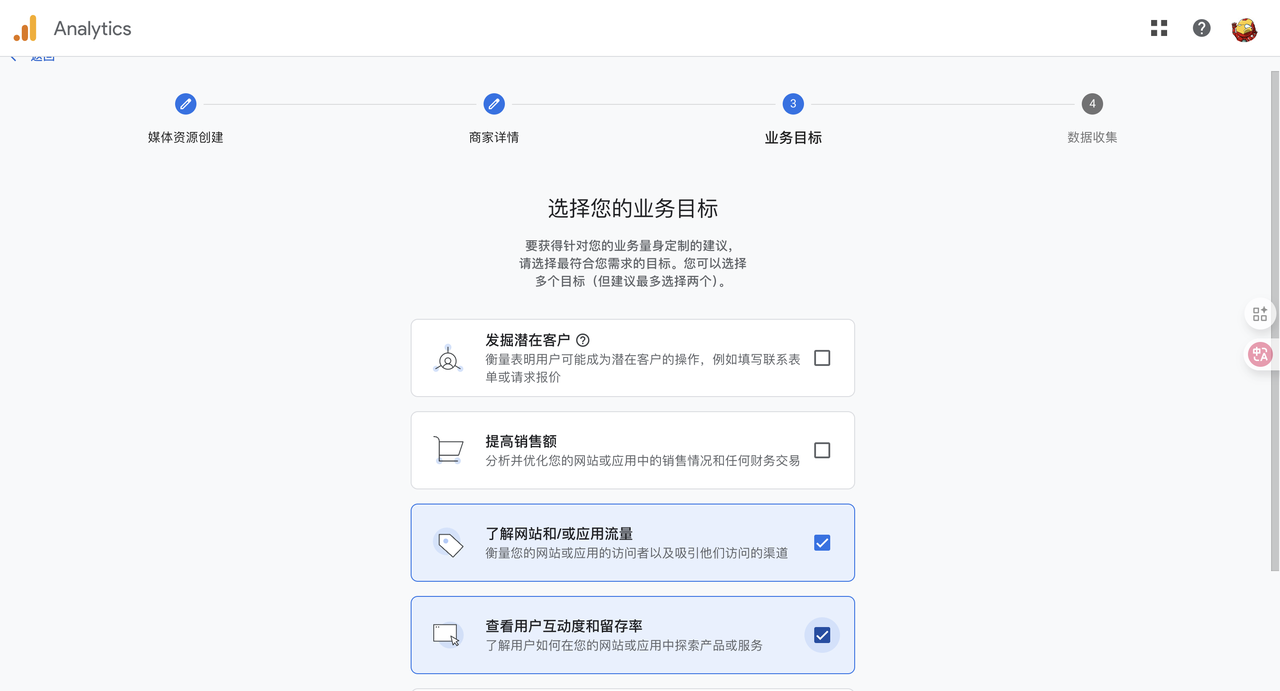 Analytics
返回
3
4
媒体资源创建
商家详情
业务目标
数据收集
选择您的业务目标
要获得针对您的业务量身定制的建议，
请选择最符合您需求的目标。您可以选择
多个目标（但建议最多选择两个）。
发掘潜在客户
衡量表明用户可能成为潜在客户的操作，例如填写联系表
单或请求报价
提高销售额
分析并优化您的网站或应用中的销售情况和任何财务交易
了解网站和/或应用流量
衡量您的网站或应用的访问者以及吸引他们访问的渠道
查看用户互动度和留存率
了解用户如何在您的网站或应用中探索产品或服务